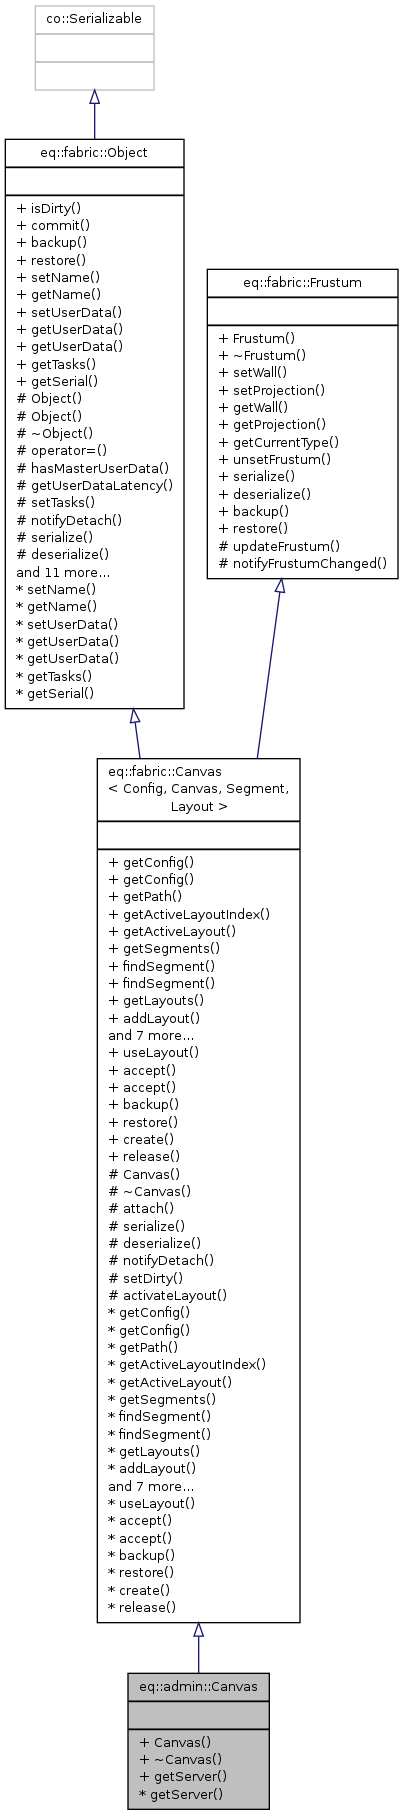 co::Serializable
eq::fabric::Object
+ isDirty()
+ commit()
+ backup()
+ restore()
+ setName()
+ getName()
+ setUserData()
+ getUserData()
+ getUserData()
+ getTasks()
+ getSerial()
# Object()
# Object()
# ~Object()
# operator=()
# hasMasterUserData()
# getUserDataLatency()
# setTasks()
# notifyDetach()
# serialize()
# deserialize()
and 11 more...
* setName()
* getName()
* setUserData()
* getUserData()
* getUserData()
* getTasks()
* getSerial()
eq::fabric::Frustum
+ Frustum()
+ ~Frustum()
+ setWall()
+ setProjection()
+ getWall()
+ getProjection()
+ getCurrentType()
+ unsetFrustum()
+ serialize()
+ deserialize()
+ backup()
+ restore()
# updateFrustum()
# notifyFrustumChanged()
eq::fabric::Canvas
< Config, Canvas, Segment,
Layout >
+ getConfig()
+ getConfig()
+ getPath()
+ getActiveLayoutIndex()
+ getActiveLayout()
+ getSegments()
+ findSegment()
+ findSegment()
+ getLayouts()
+ addLayout()
and 7 more...
+ useLayout()
+ accept()
+ accept()
+ backup()
+ restore()
+ create()
+ release()
# Canvas()
# ~Canvas()
# attach()
# serialize()
# deserialize()
# notifyDetach()
# setDirty()
# activateLayout()
* getConfig()
* getConfig()
* getPath()
* getActiveLayoutIndex()
* getActiveLayout()
* getSegments()
* findSegment()
* findSegment()
* getLayouts()
* addLayout()
and 7 more...
* useLayout()
* accept()
* accept()
* backup()
* restore()
* create()
* release()
eq::admin::Canvas
+ Canvas()
+ ~Canvas()
+ getServer()
* getServer()